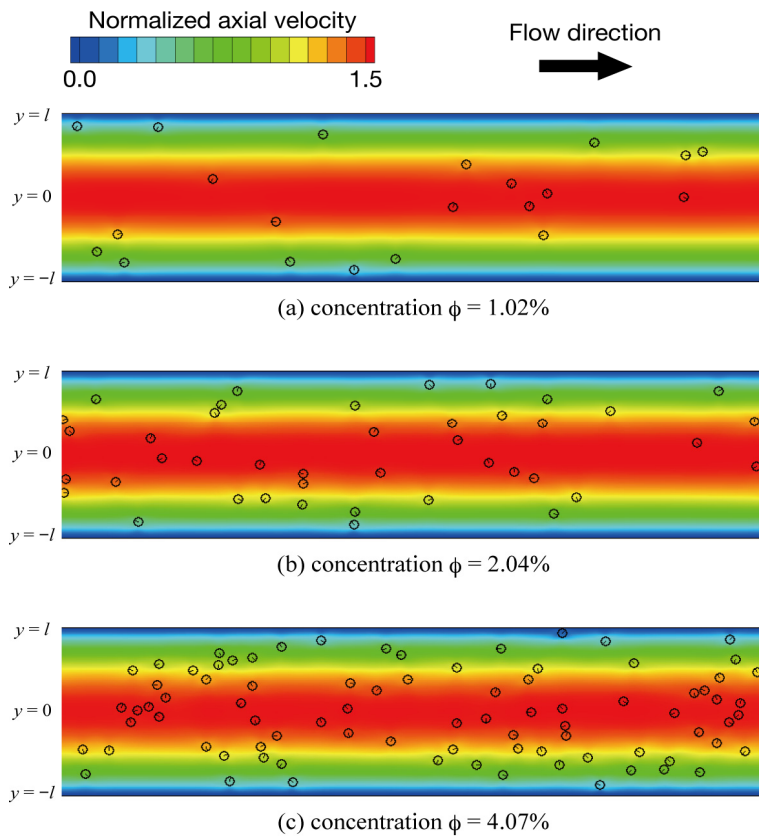 Normalized axial velocity
0.0 1.5
Flow direction
y = l
y = 0
y = −l
(a) concentration ϕ = 1.02%
y = l
y = 0
y = −l
(b) concentration ϕ = 2.04%
y = l
y = 0
y = −l
(c) concentration ϕ = 4.07%